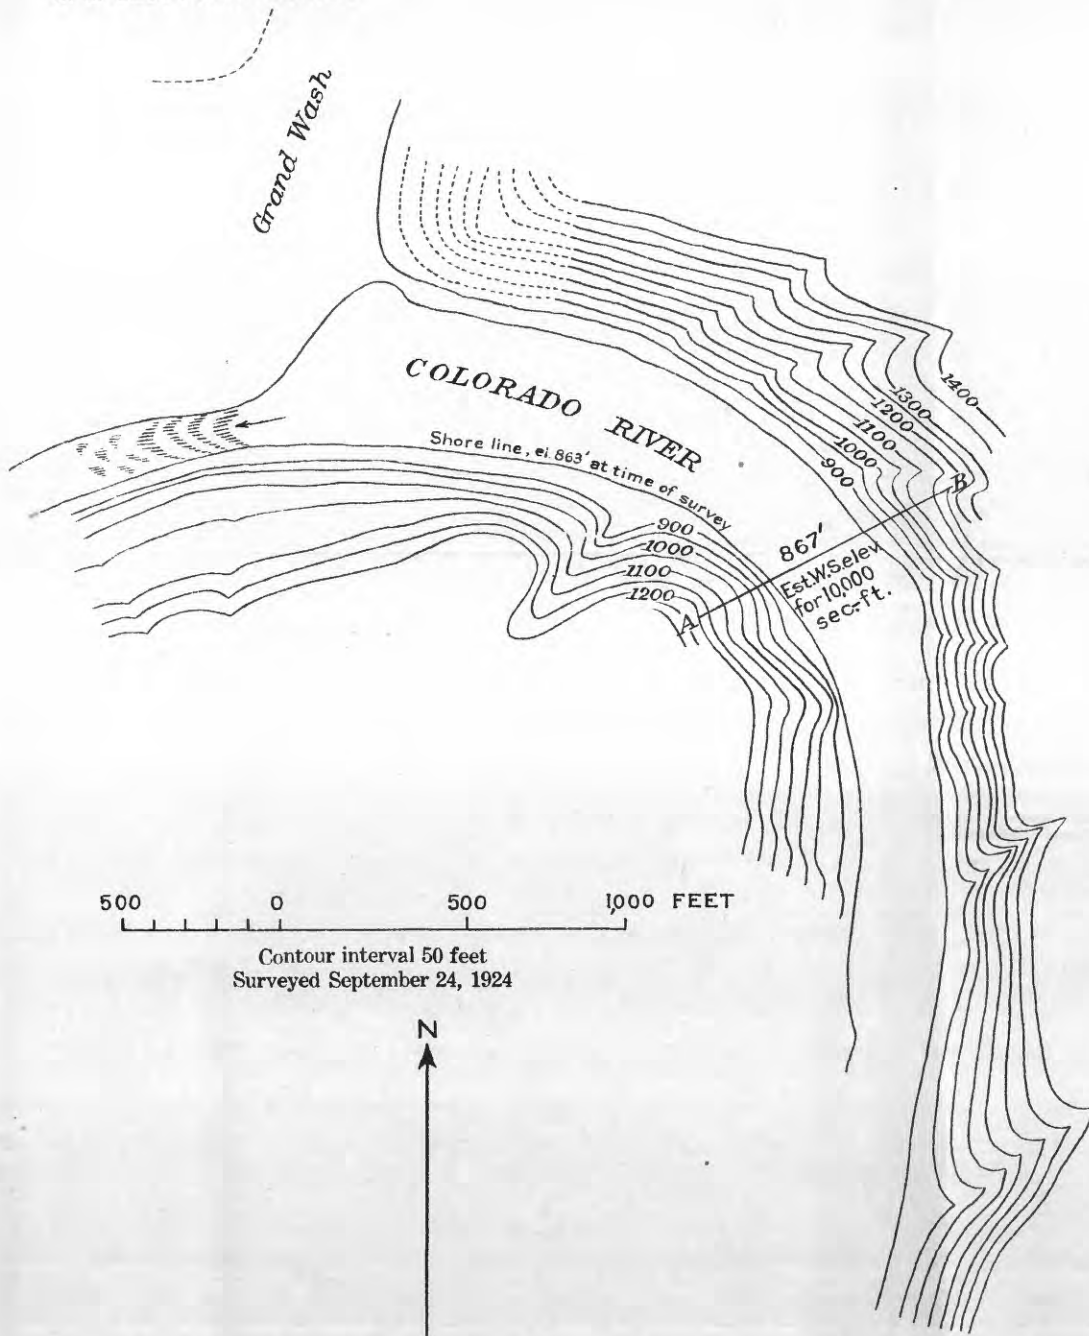 Grand Wash
COLORADO RIVER
Shore line, el. 863' at time of survey
1400
1300
1200
1100
1000
900
900
1000
1100
1200
A
B
867'
Est. W.S. elev
for 10,000
sec.-ft.
500 0 500 1,000 FEET
Contour interval 50 feet
Surveyed September 24, 1924
N